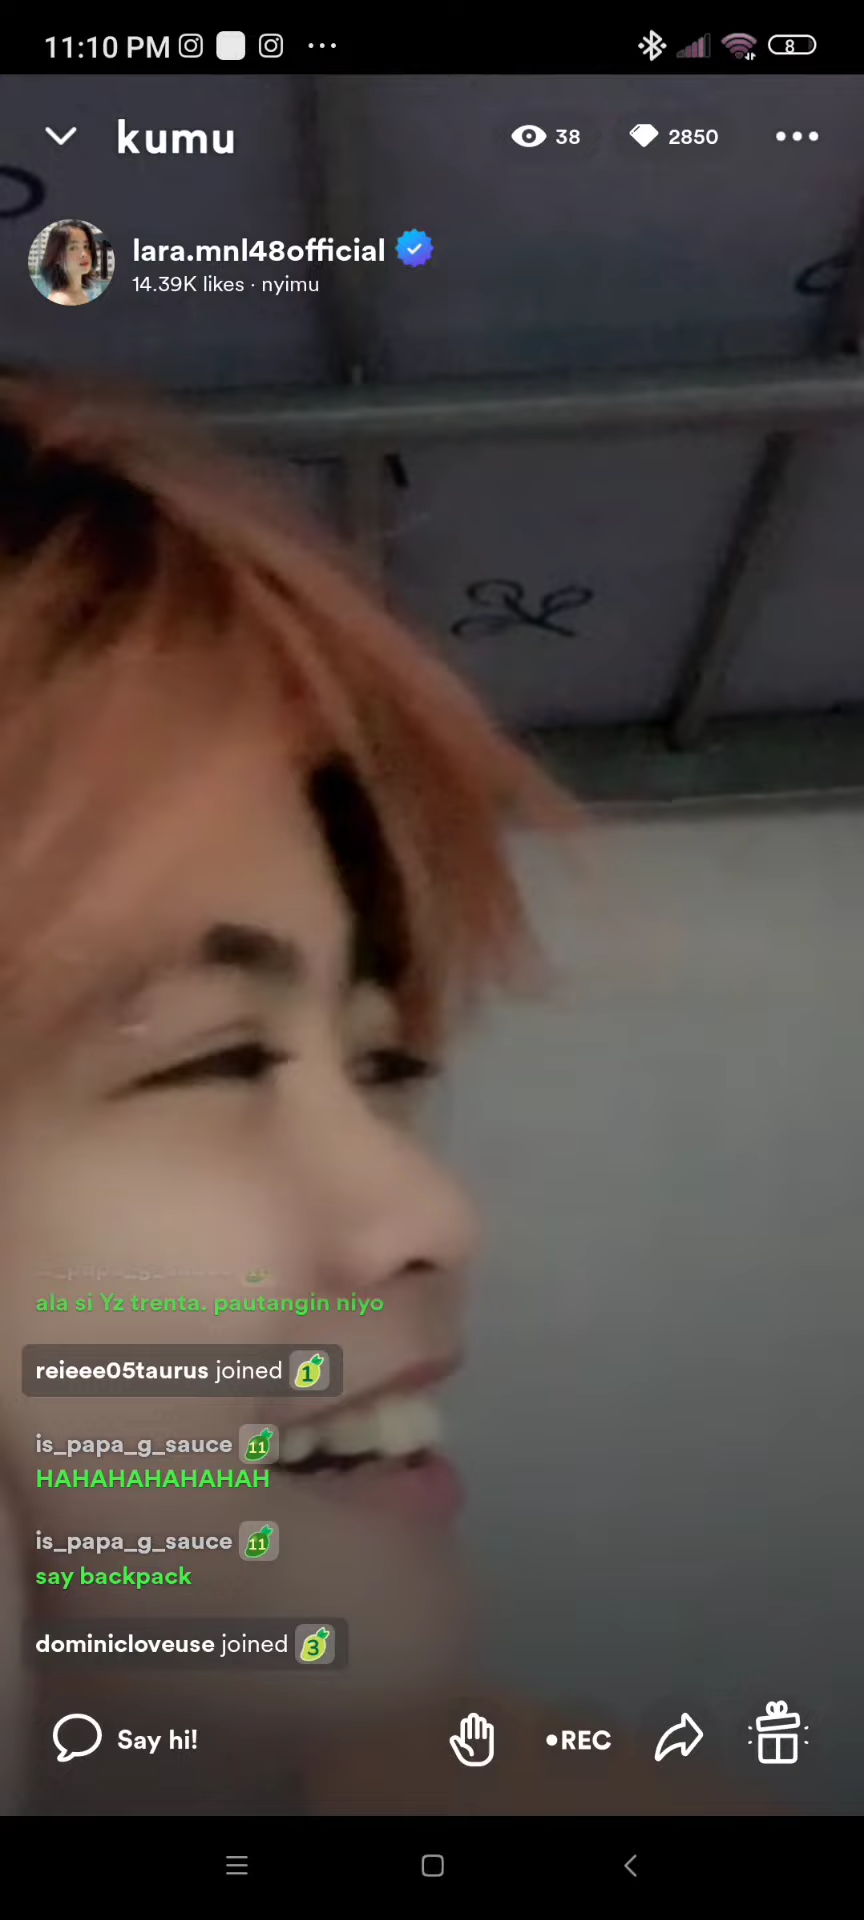 11:10 PM
8
kumu
38
2850
lara.mnl48official
14.39K likes · nyimu
ala si Yz trenta. pautangin niyo
reieee05taurus joined 1
is_papa_g_sauce 11
HAHAHAHAHAHAH
is_papa_g_sauce 11
say backpack
dominicloveuse joined 3
Say hi!
•REC